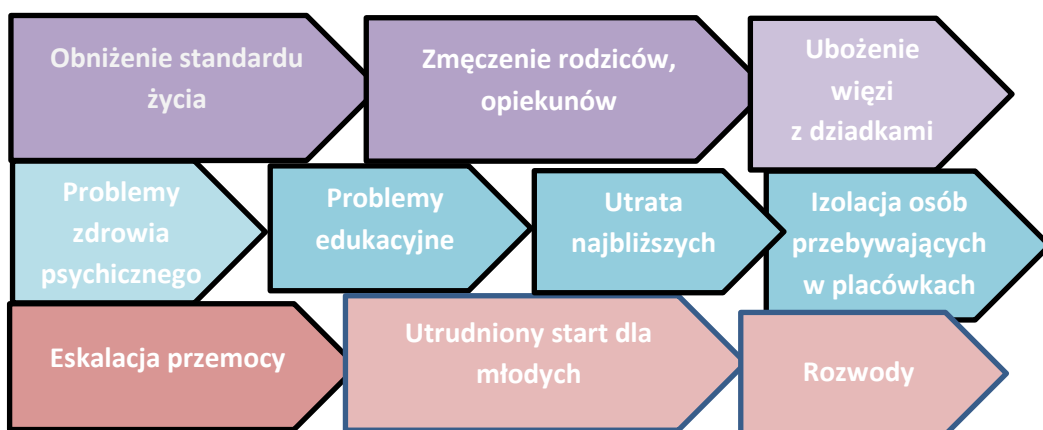 Obniżenie standardu
życia
Zmęczenie rodziców,
opiekunów
Ubożenie
więzi
z dziadkami
Problemy
zdrowia
psychicznego
Problemy
edukacyjne
Utrata
najbliższych
Izolacja osób
przebywających
w placówkach
Eskalacja przemocy
Utrudniony start dla
młodych
Rozwody